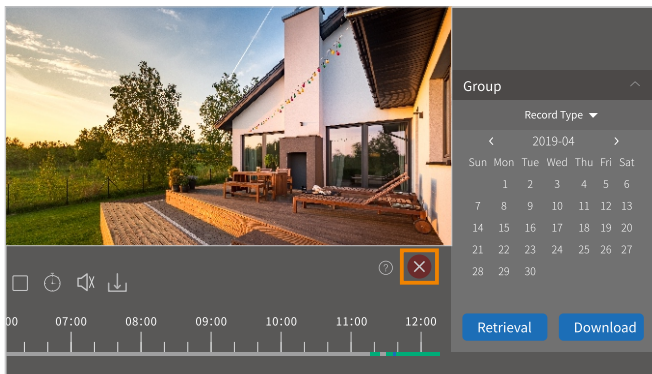 Group
Record Type
2019-04
Sun Mon Tue Wed Thu Fri Sat
1 2 3 4 5 6
7 8 9 10 11 12 13
14 15 16 17 18 19 20
21 22 23 24 25 26 27
28 29 30
?
00 07:00 08:00 09:00 10:00 11:00 12:00
Retrieval Download